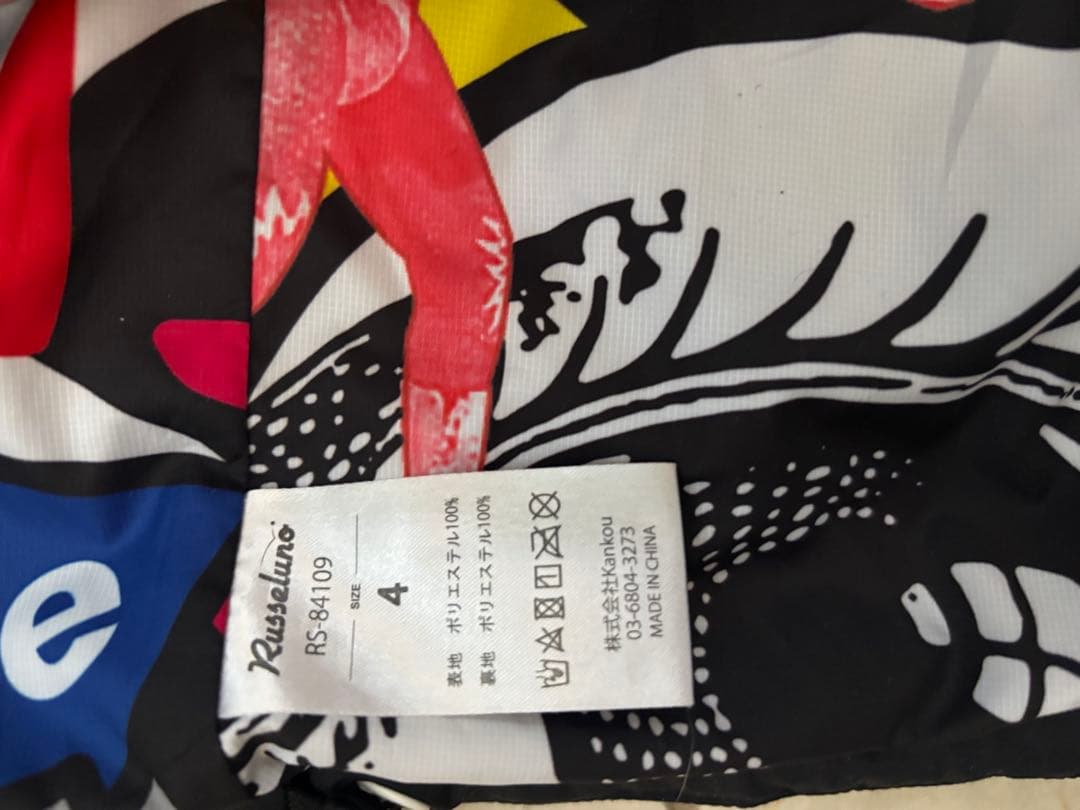 e
Russeluno
RS-84109
SIZE
4
表地 ポリエステル100%
裏地 ポリエステル100%
株式会社Kankou
03-6804-3273
MADE IN CHINA